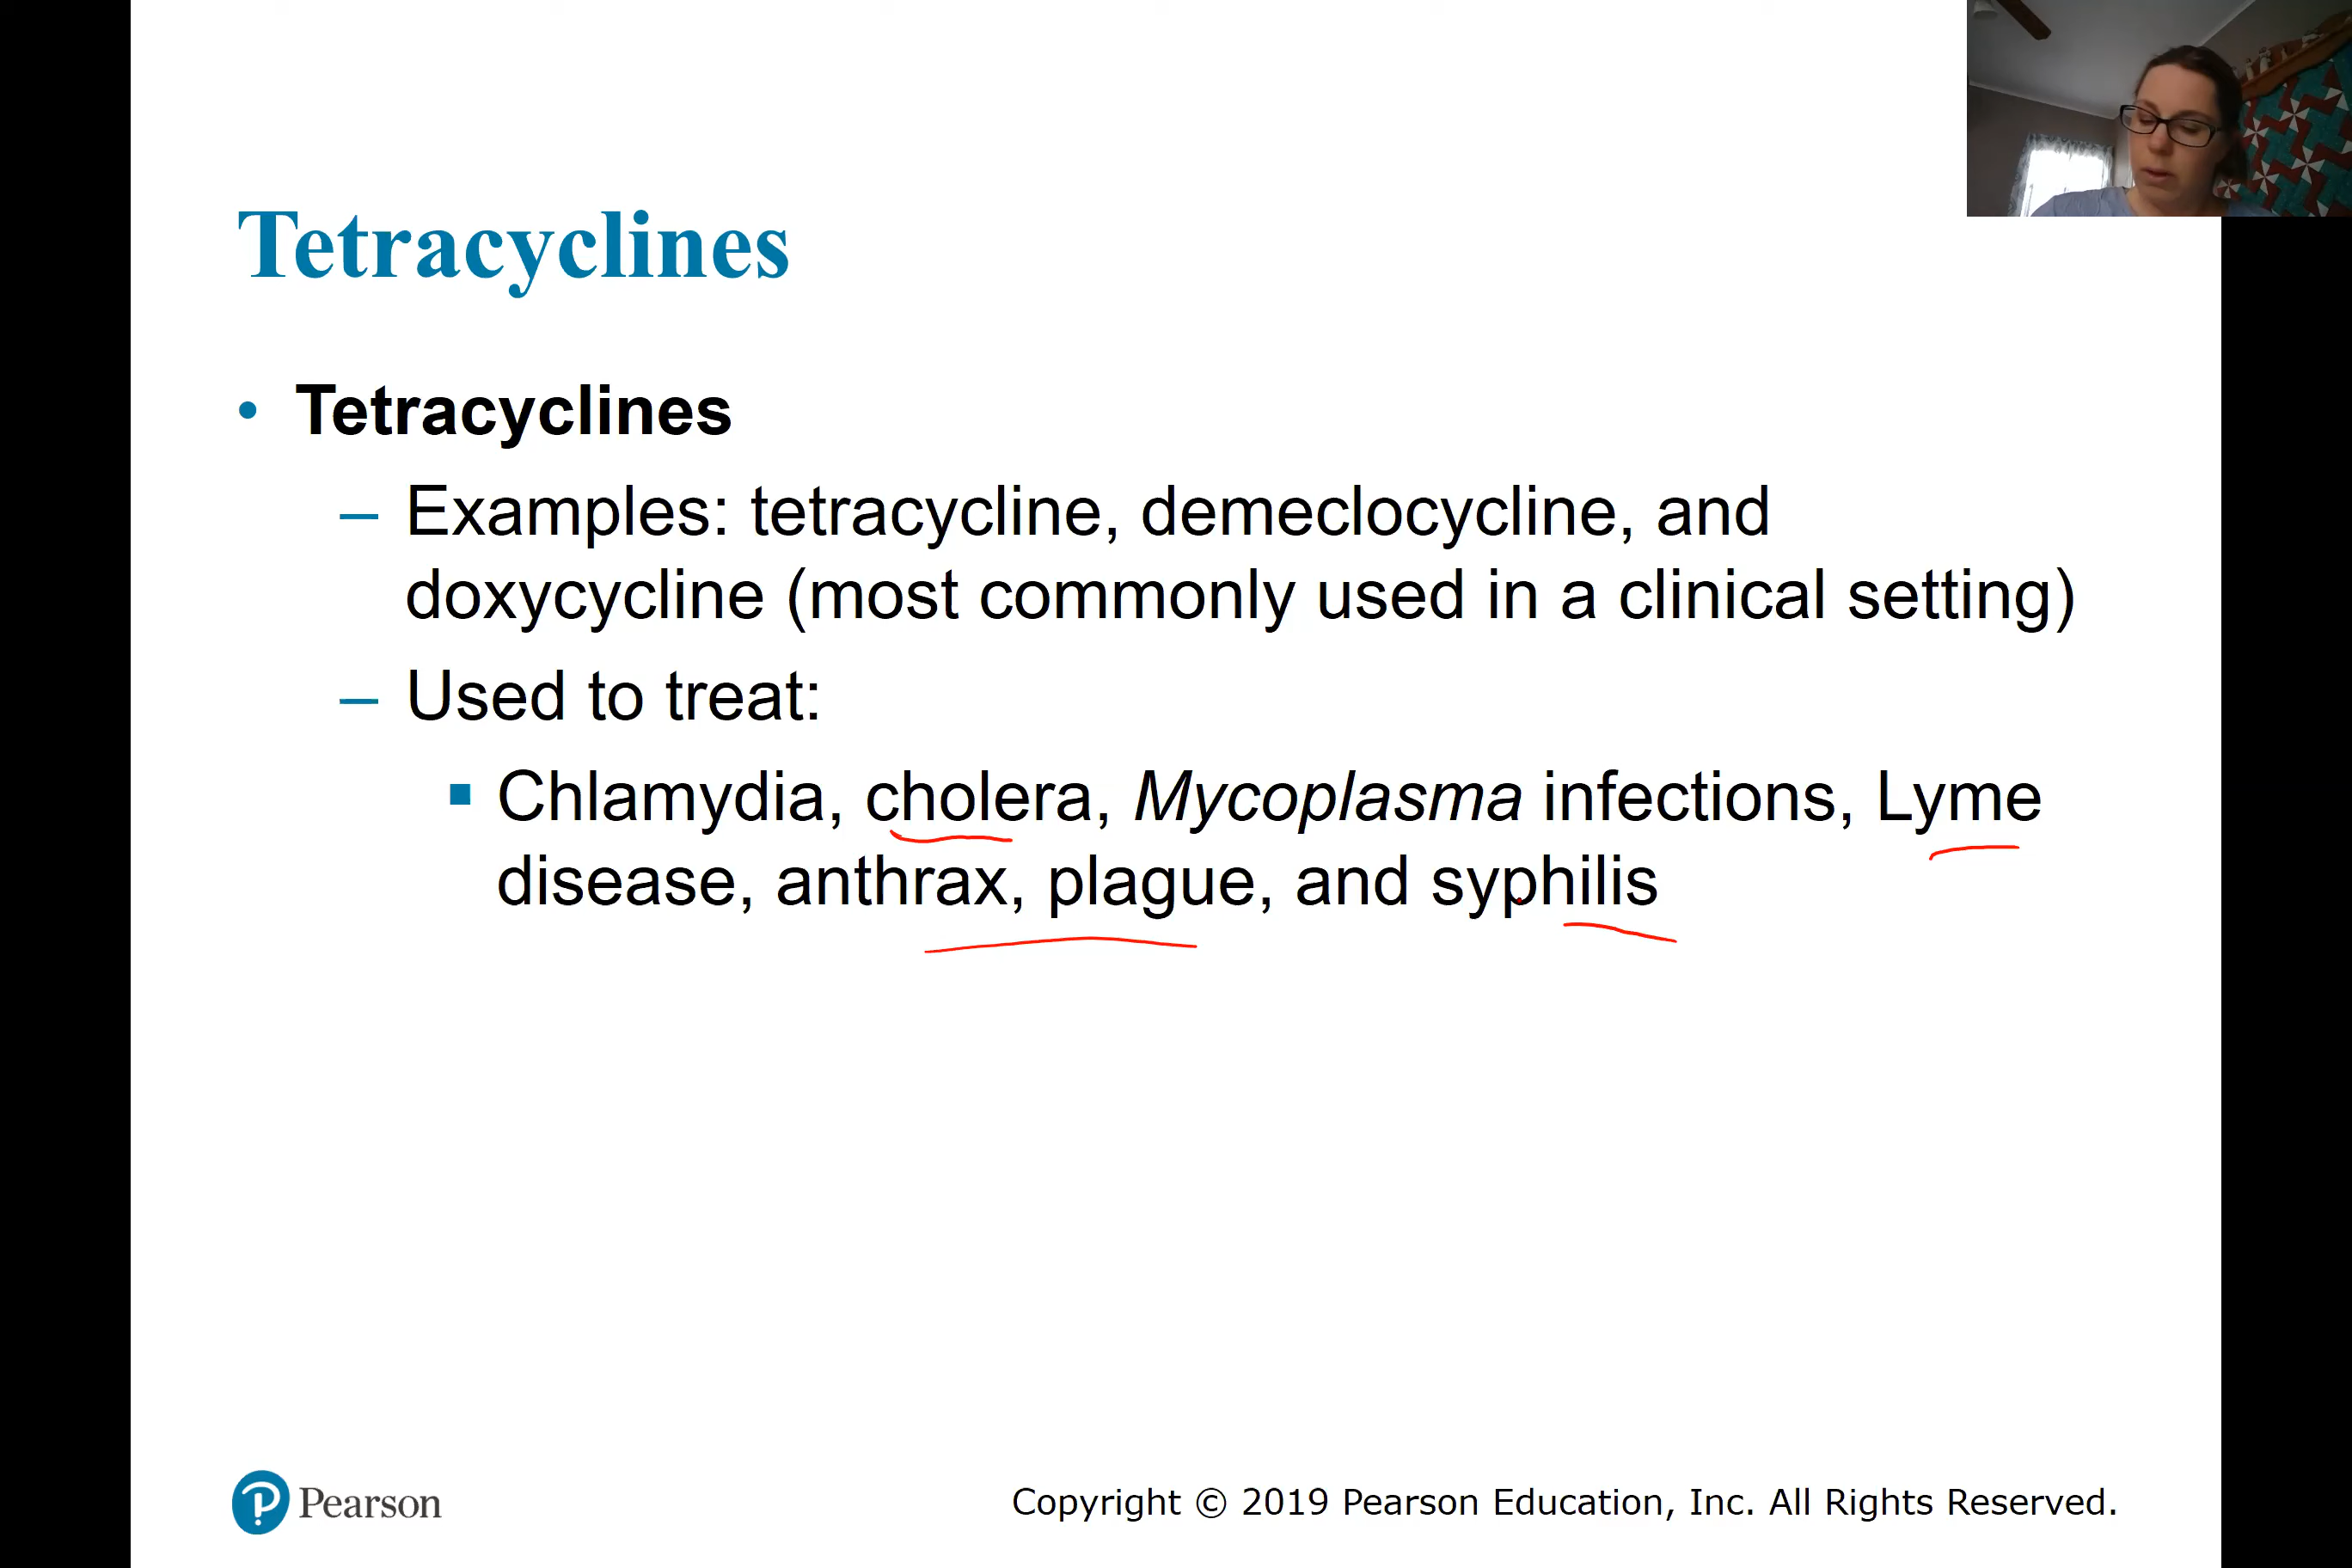 Tetracyclines
• Tetracyclines
– Examples: tetracycline, demeclocycline, and
doxycycline (most commonly used in a clinical setting)
– Used to treat:
▪ Chlamydia, cholera, Mycoplasma infections, Lyme
disease, anthrax, plague, and syphilis
Pearson
Copyright © 2019 Pearson Education, Inc. All Rights Reserved.